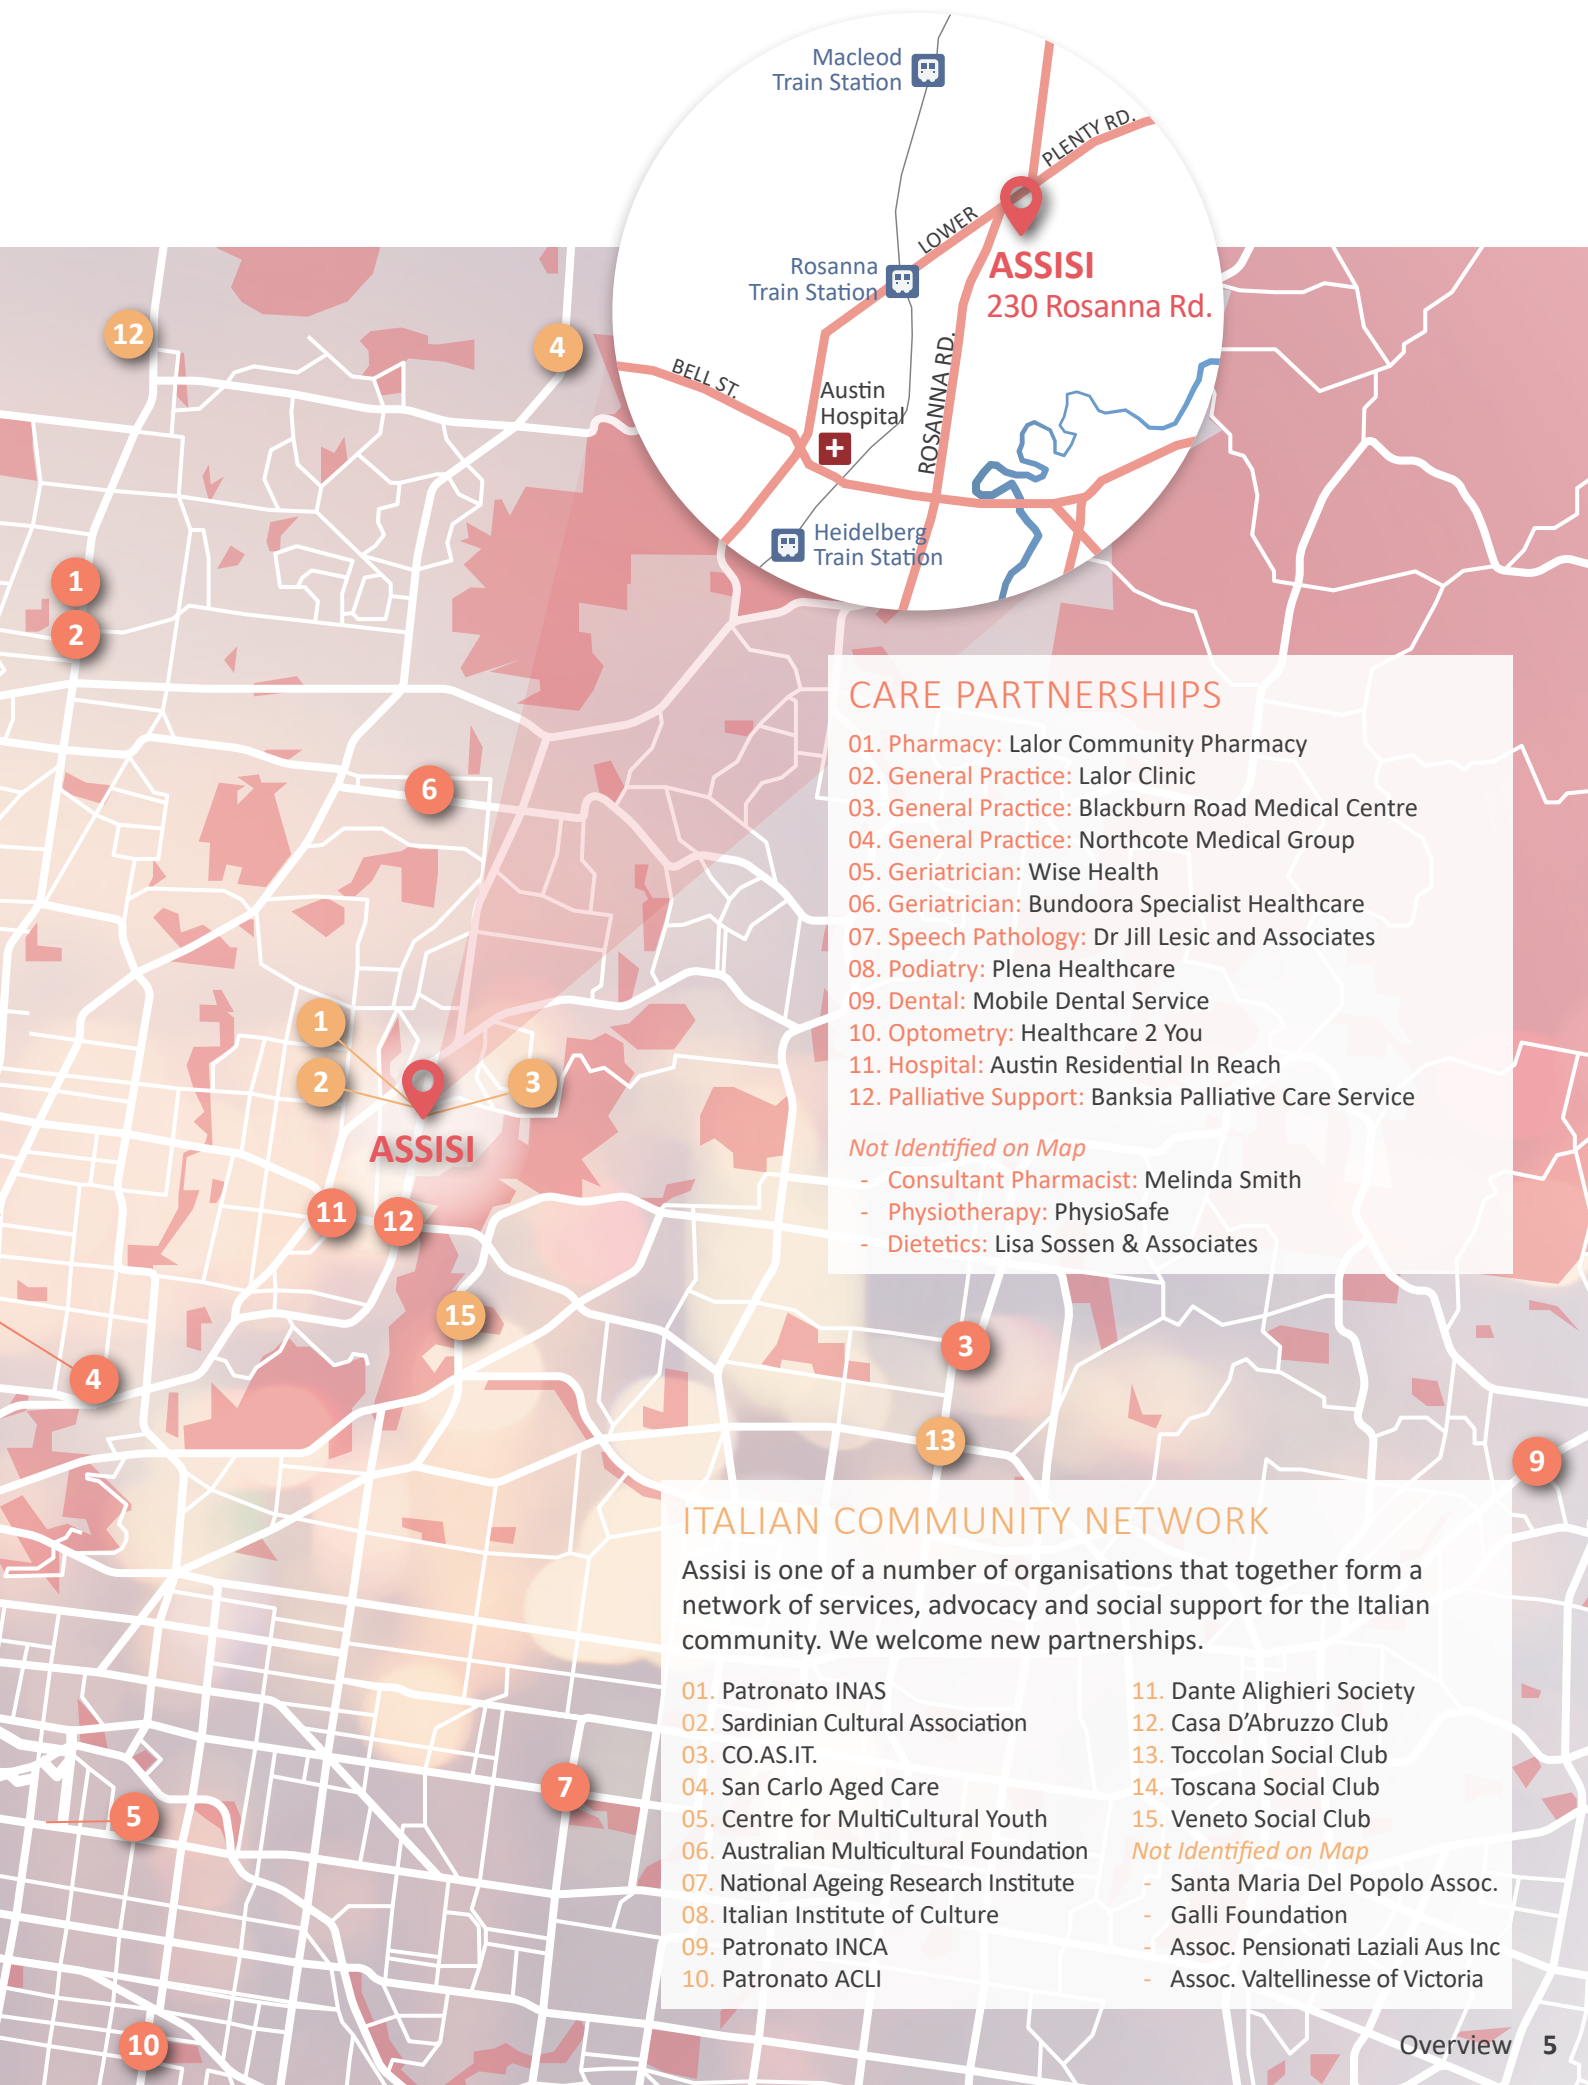 Macleod
Train Station
PLENTY RD.
LOWER
ASSISI
230 Rosanna Rd.
Rosanna
Train Station
ROSANNA RD.
BELL ST.
Austin
Hospital
Heidelberg
Train Station
12
4
1
2
6
1
2
3
ASSISI
11
12
15
4
3
13
9
7
5
10
CARE PARTNERSHIPS
01. Pharmacy: Lalor Community Pharmacy
02. General Practice: Lalor Clinic
03. General Practice: Blackburn Road Medical Centre
04. General Practice: Northcote Medical Group
05. Geriatrician: Wise Health
06. Geriatrician: Bundoora Specialist Healthcare
07. Speech Pathology: Dr Jill Lesic and Associates
08. Podiatry: Plena Healthcare
09. Dental: Mobile Dental Service
10. Optometry: Healthcare 2 You
11. Hospital: Austin Residential In Reach
12. Palliative Support: Banksia Palliative Care Service
Not Identified on Map
- Consultant Pharmacist: Melinda Smith
- Physiotherapy: PhysioSafe
- Dietetics: Lisa Sossen & Associates
ITALIAN COMMUNITY NETWORK
Assisi is one of a number of organisations that together form a
network of services, advocacy and social support for the Italian
community. We welcome new partnerships.
01. Patronato INAS
02. Sardinian Cultural Association
03. CO.AS.IT.
04. San Carlo Aged Care
05. Centre for MultiCultural Youth
06. Australian Multicultural Foundation
07. National Ageing Research Institute
08. Italian Institute of Culture
09. Patronato INCA
10. Patronato ACLI
11. Dante Alighieri Society
12. Casa D’Abruzzo Club
13. Toccolan Social Club
14. Toscana Social Club
15. Veneto Social Club
Not Identified on Map
- Santa Maria Del Popolo Assoc.
- Galli Foundation
- Assoc. Pensionati Laziali Aus Inc
- Assoc. Valtellinesse of Victoria
Overview 5